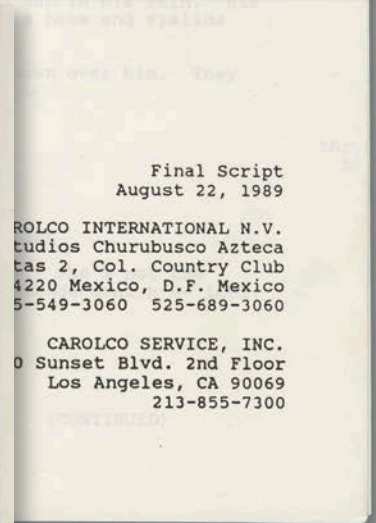 Final Script
August 22, 1989
ROLCO INTERNATIONAL N.V.
tudios Churubusco Azteca
tas 2, Col. Country Club
4220 Mexico, D.F. Mexico
5-549-3060 525-689-3060
CAROLCO SERVICE, INC.
0 Sunset Blvd. 2nd Floor
Los Angeles, CA 90069
213-855-7300
(CONTINUED)